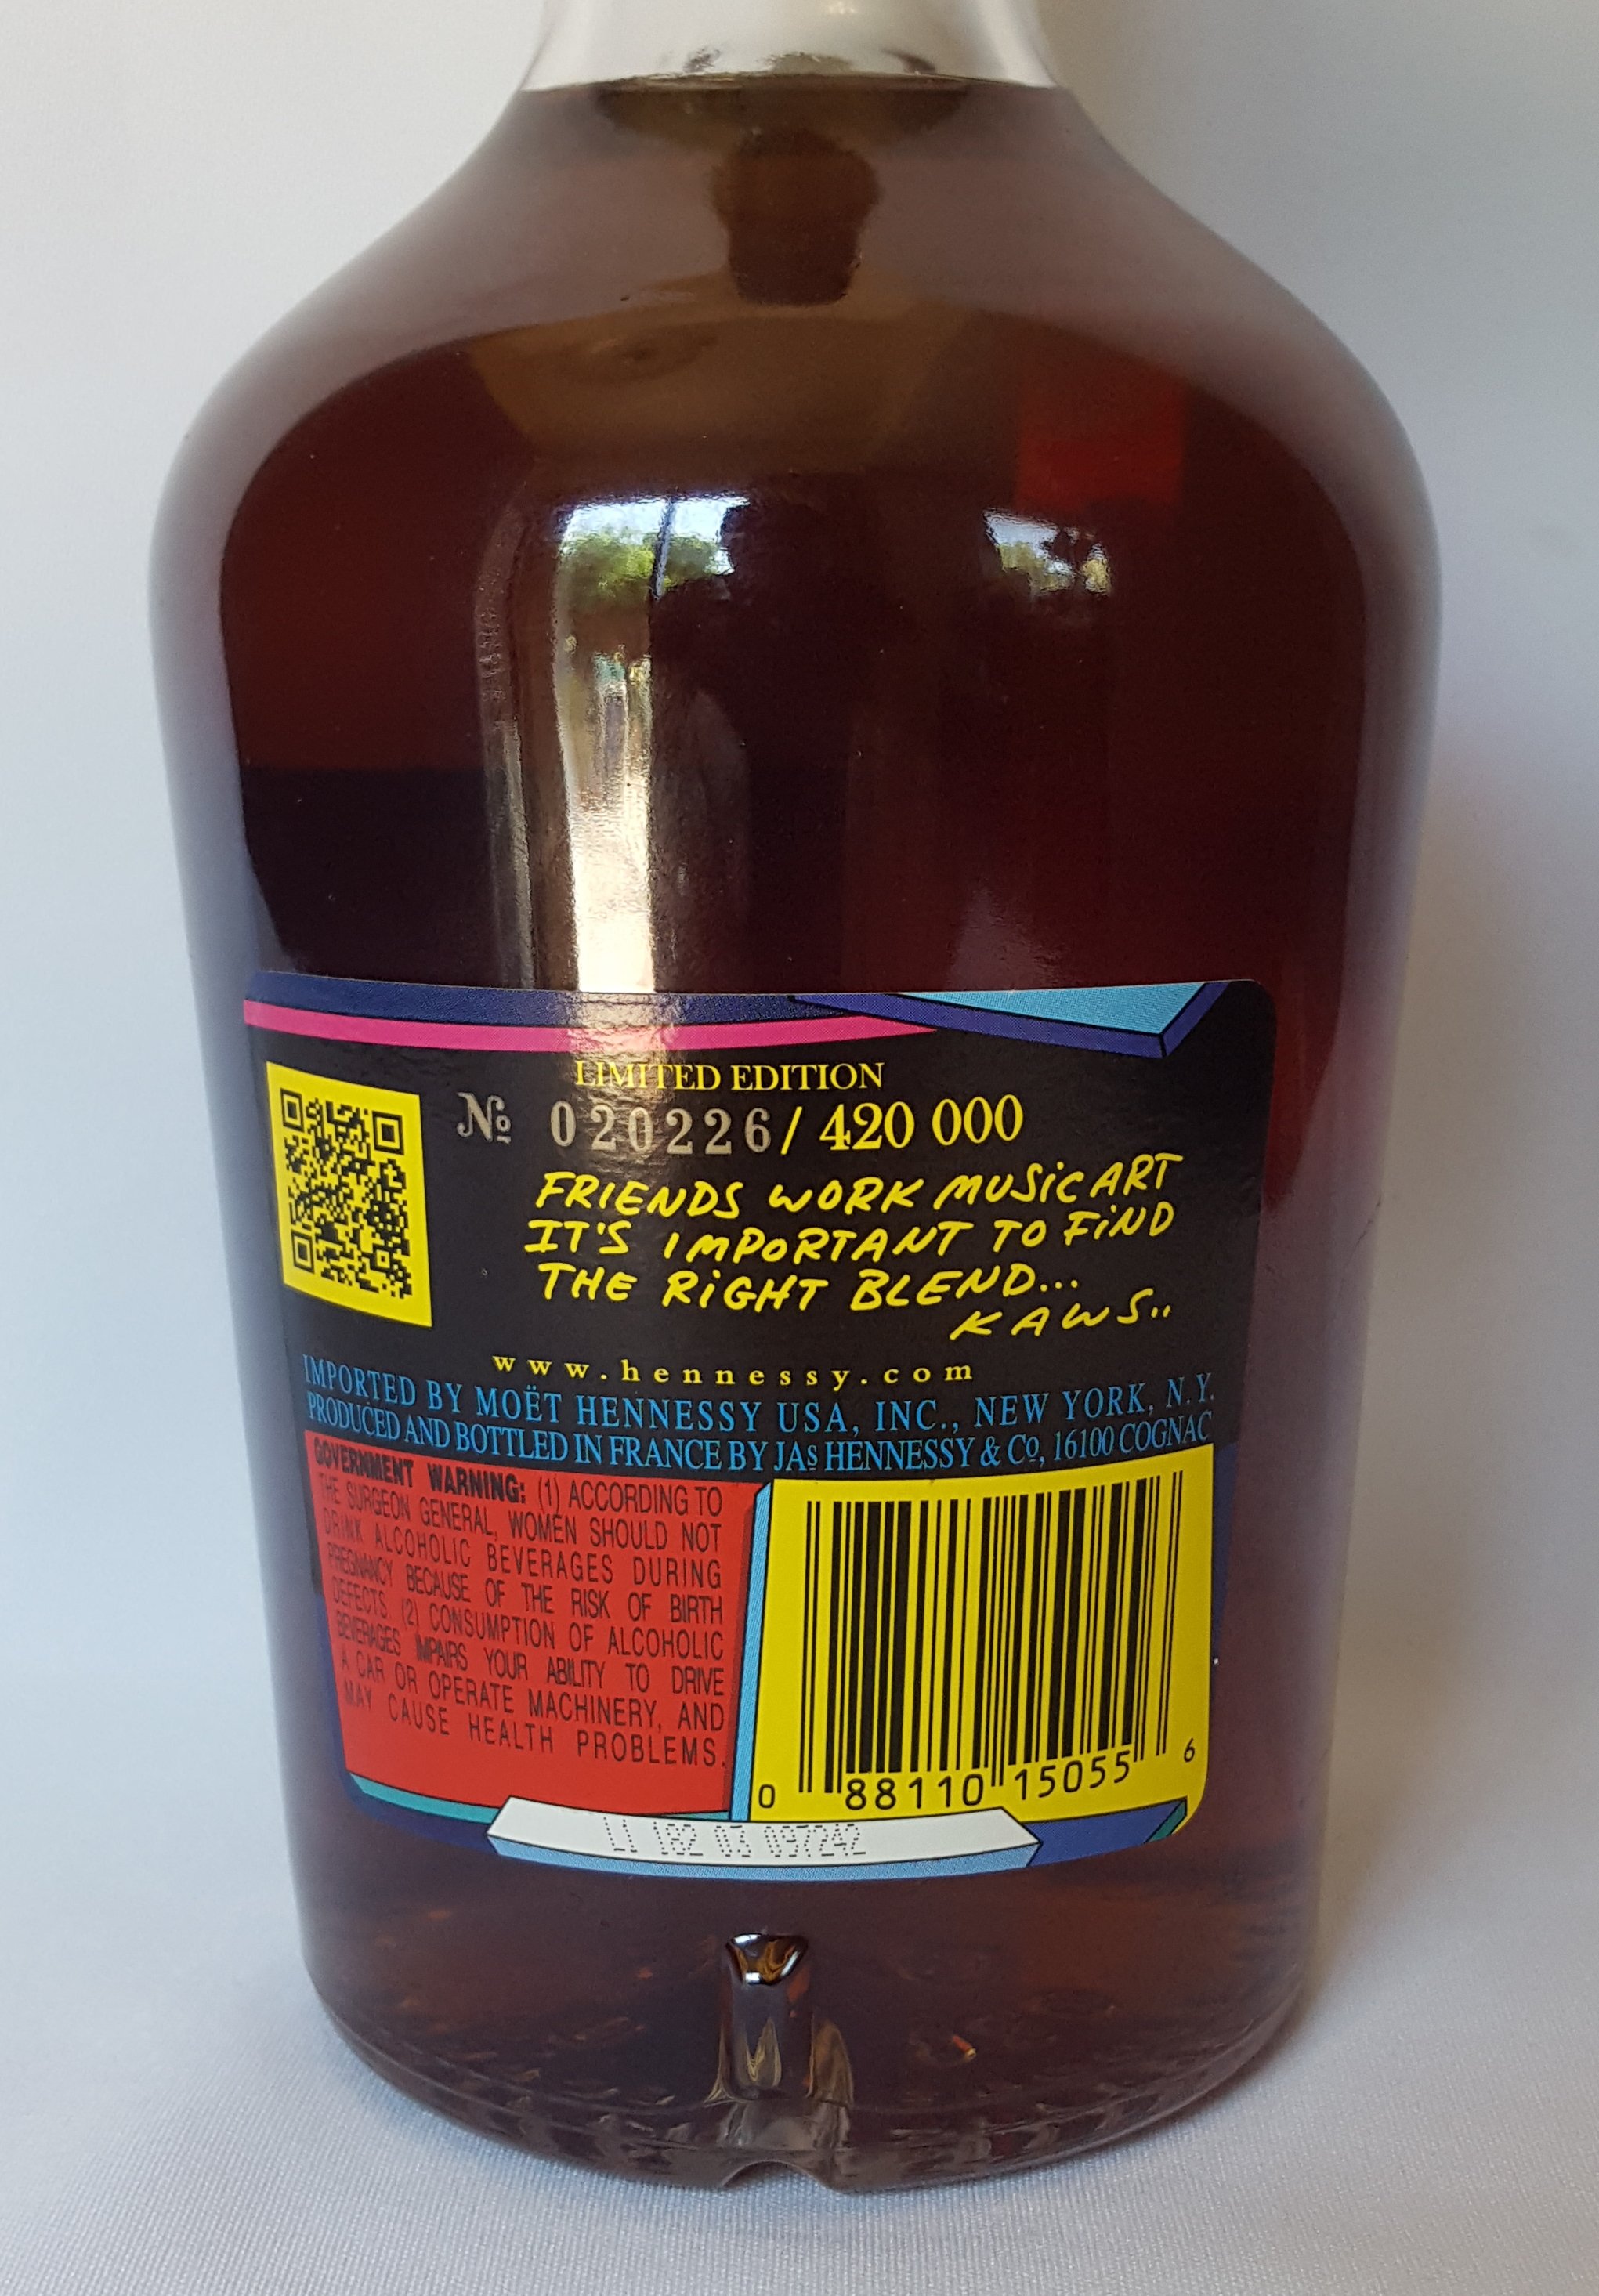 LIMITED EDITION
№ 020226/ 420 000
FRIENDS WORK MUSiC ART
IT'S IMPORTANT TO FiND
THE RiGHT BLEND...
KAWS..
www.hennessy.com
IMPORTED BY MOËT HENNESSY USA, INC., NEW YORK, N.Y.
PRODUCED AND BOTTLED IN FRANCE BY JAs HENNESSY & Co, 16100 COGNAC
GOVERNMENT WARNING: (1) ACCORDING TO
THE SURGEON GENERAL, WOMEN SHOULD NOT
DRINK ALCOHOLIC BEVERAGES DURING
PREGNANCY BECAUSE OF THE RISK OF BIRTH
DEFECTS (2) CONSUMPTION OF ALCOHOLIC
BEVERAGES IMPAIRS YOUR ABILITY TO DRIVE
A CAR OR OPERATE MACHINERY, AND
MAY CAUSE HEALTH PROBLEMS.
0 88110 15055 6
L1 182 03 097242